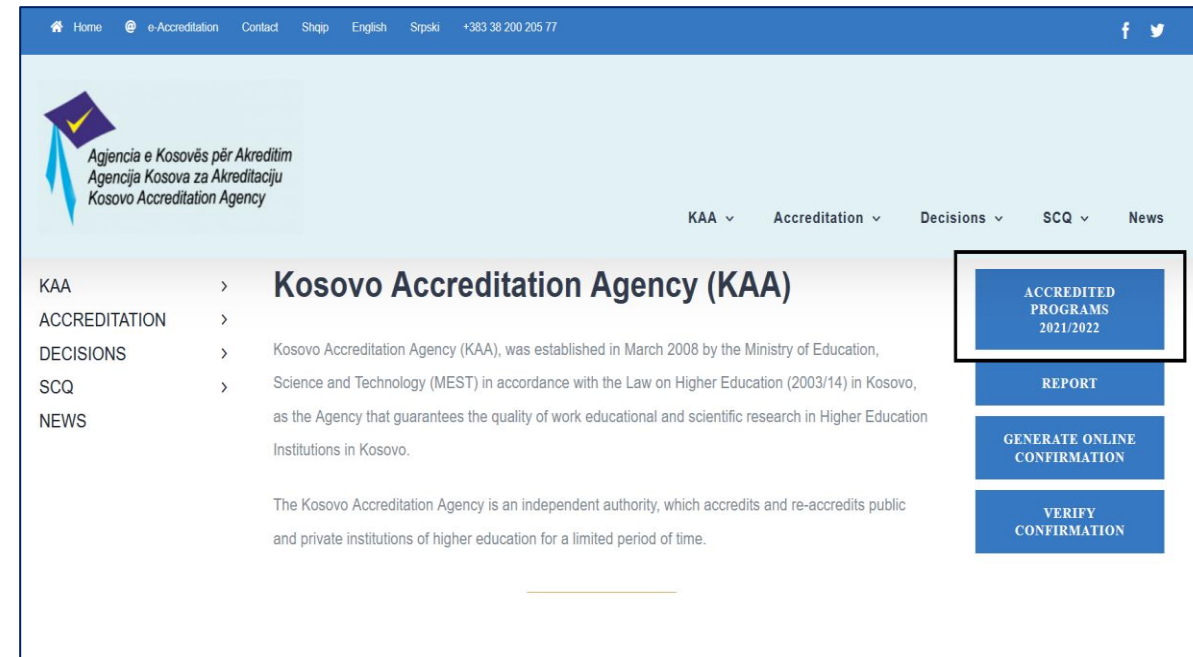 Home @ e-Accreditation Contact Shqip English Srpski +383 38 200 205 77
Agjencia e Kosovës për Akreditim
Agencija Kosova za Akreditaciju
Kosovo Accreditation Agency
KAA Accreditation Decisions SCQ News
KAA
ACCREDITATION
DECISIONS
SCQ
NEWS
Kosovo Accreditation Agency (KAA)
Kosovo Accreditation Agency (KAA), was established in March 2008 by the Ministry of Education,
Science and Technology (MEST) in accordance with the Law on Higher Education (2003/14) in Kosovo,
as the Agency that guarantees the quality of work educational and scientific research in Higher Education
Institutions in Kosovo.
The Kosovo Accreditation Agency is an independent authority, which accredits and re-accredits public
and private institutions of higher education for a limited period of time.
ACCREDITED
PROGRAMS
2021/2022
REPORT
GENERATE ONLINE
CONFIRMATION
VERIFY
CONFIRMATION